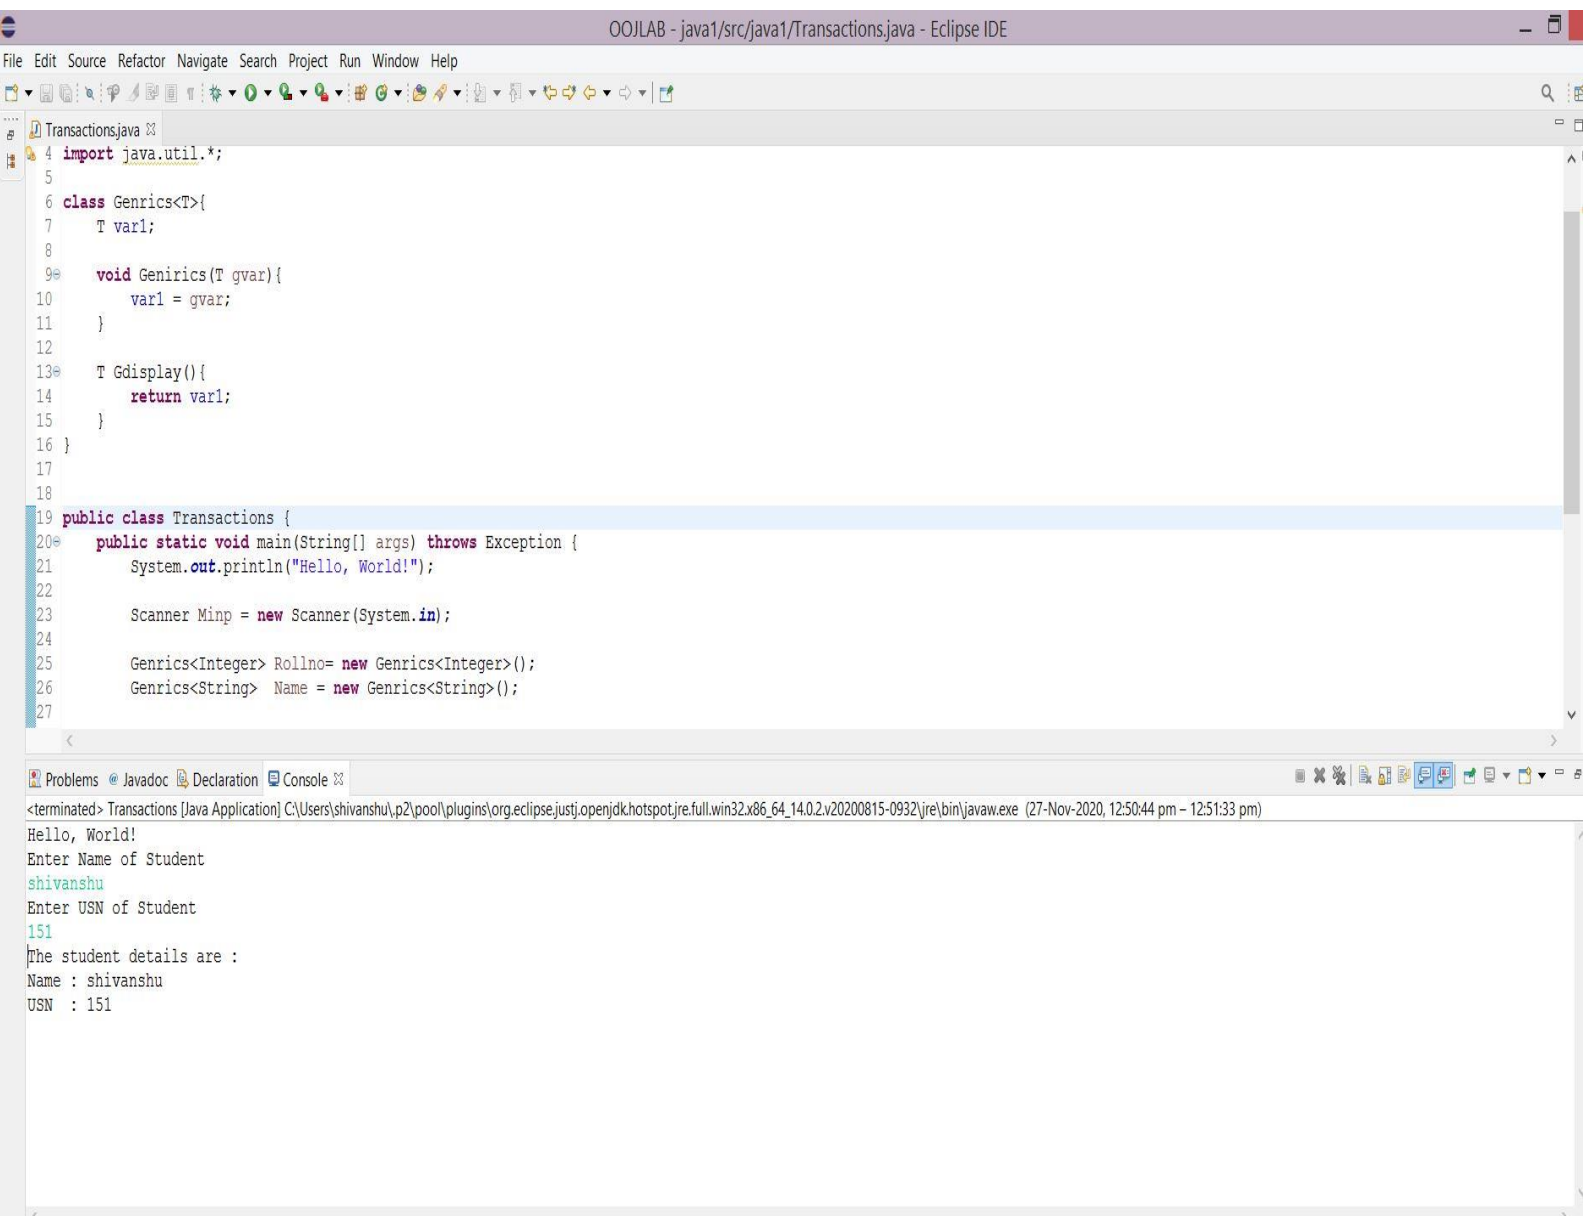 OOJLAB - java1/src/java1/Transactions.java - Eclipse IDE
File Edit Source Refactor Navigate Search Project Run Window Help
Transactions.java
4 import java.util.*;
5
6 class Genrics<T>{
7 T var1;
8
9 void Genirics(T gvar){
10 var1 = gvar;
11 }
12
13 T Gdisplay(){
14 return var1;
15 }
16 }
17
18
19 public class Transactions {
20 public static void main(String[] args) throws Exception {
21 System.out.println("Hello, World!");
22
23 Scanner Minp = new Scanner(System.in);
24
25 Genrics<Integer> Rollno= new Genrics<Integer>();
26 Genrics<String> Name = new Genrics<String>();
27
Problems @ Javadoc Declaration Console
<terminated> Transactions [Java Application] C:\Users\shivanshu\.p2\pool\plugins\org.eclipse.justj.openjdk.hotspot.jre.full.win32.x86_64_14.0.2.v20200815-0932\jre\bin\javaw.exe (27-Nov-2020, 12:50:44 pm – 12:51:33 pm)
Hello, World!
Enter Name of Student
shivanshu
Enter USN of Student
151
The student details are :
Name : shivanshu
USN : 151